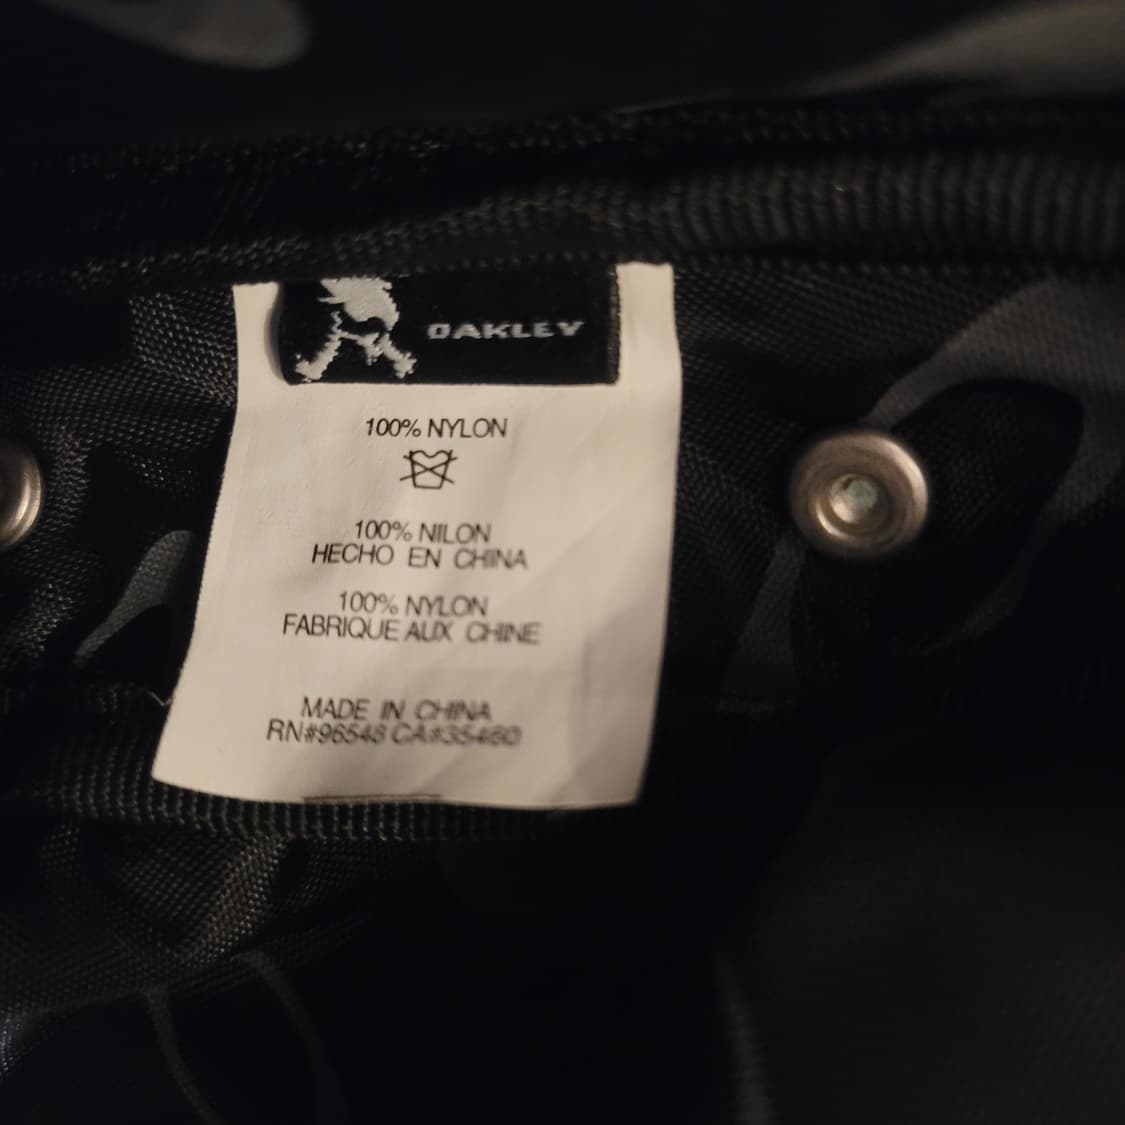 OAKLEY
100% NYLON
100% NILON
HECHO EN CHINA
100% NYLON
FABRIQUE AUX CHINE
MADE IN CHINA
RN#96548 CA#35460